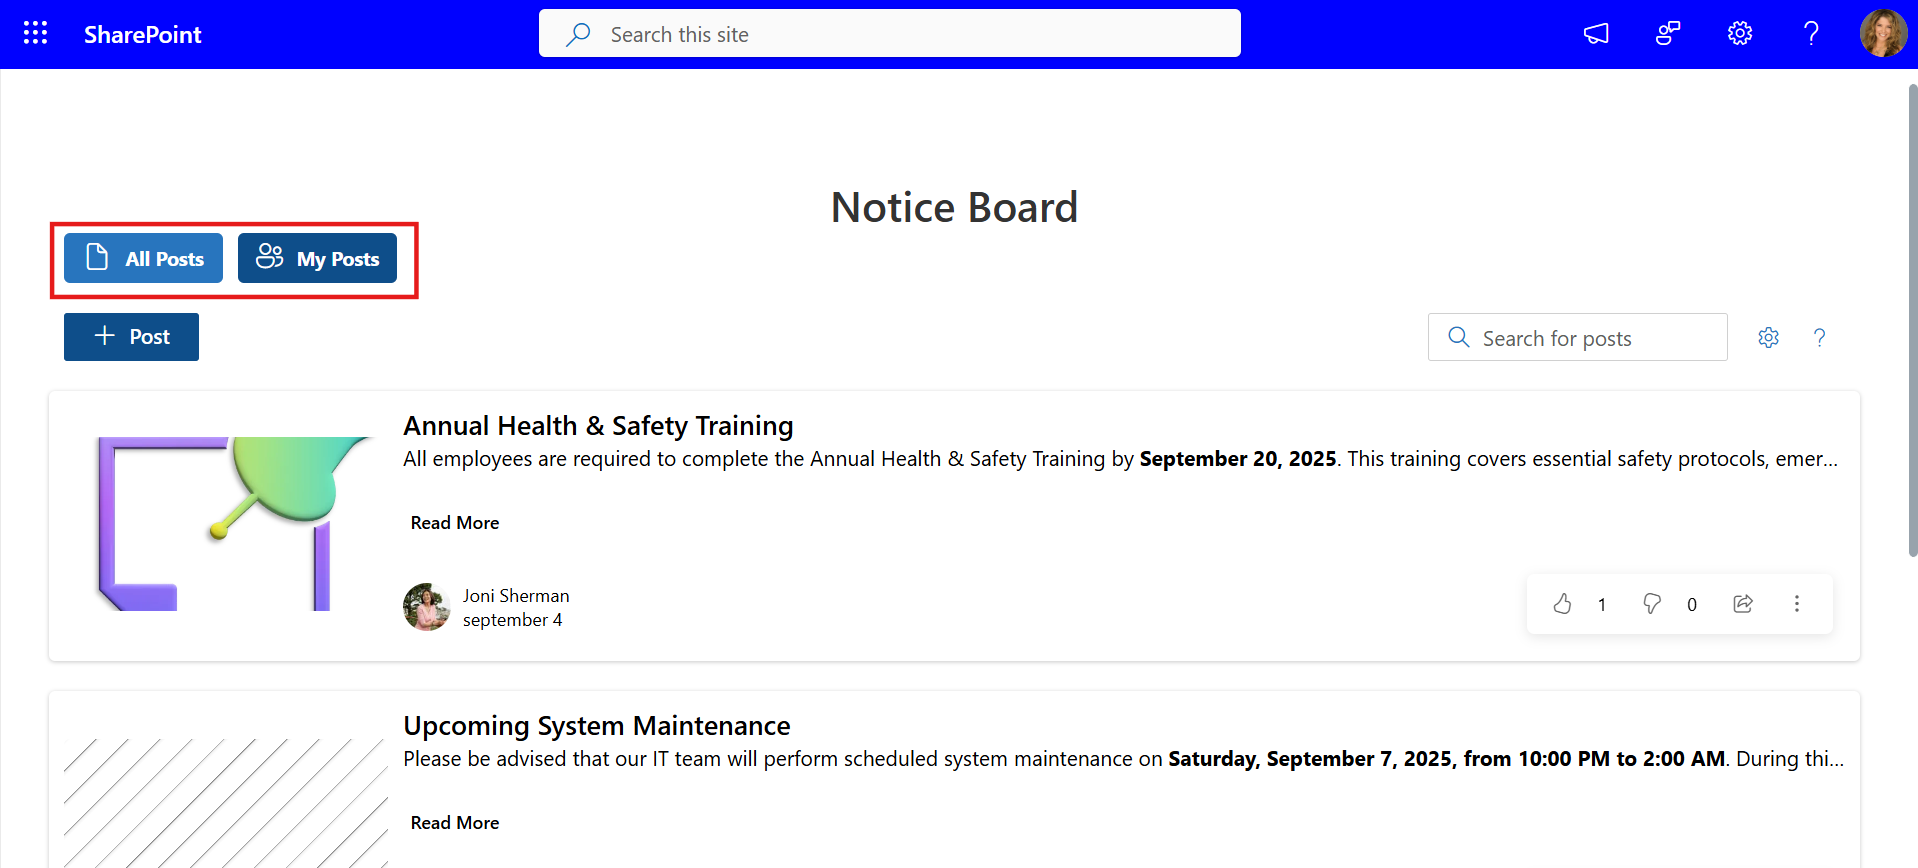 SharePoint
Search this site
Notice Board
All Posts
My Posts
Post
Search for posts
Annual Health & Safety Training
All employees are required to complete the Annual Health & Safety Training by September 20, 2025. This training covers essential safety protocols, emer...
Read More
Joni Sherman
september 4
1
0
Upcoming System Maintenance
Please be advised that our IT team will perform scheduled system maintenance on Saturday, September 7, 2025, from 10:00 PM to 2:00 AM. During thi...
Read More